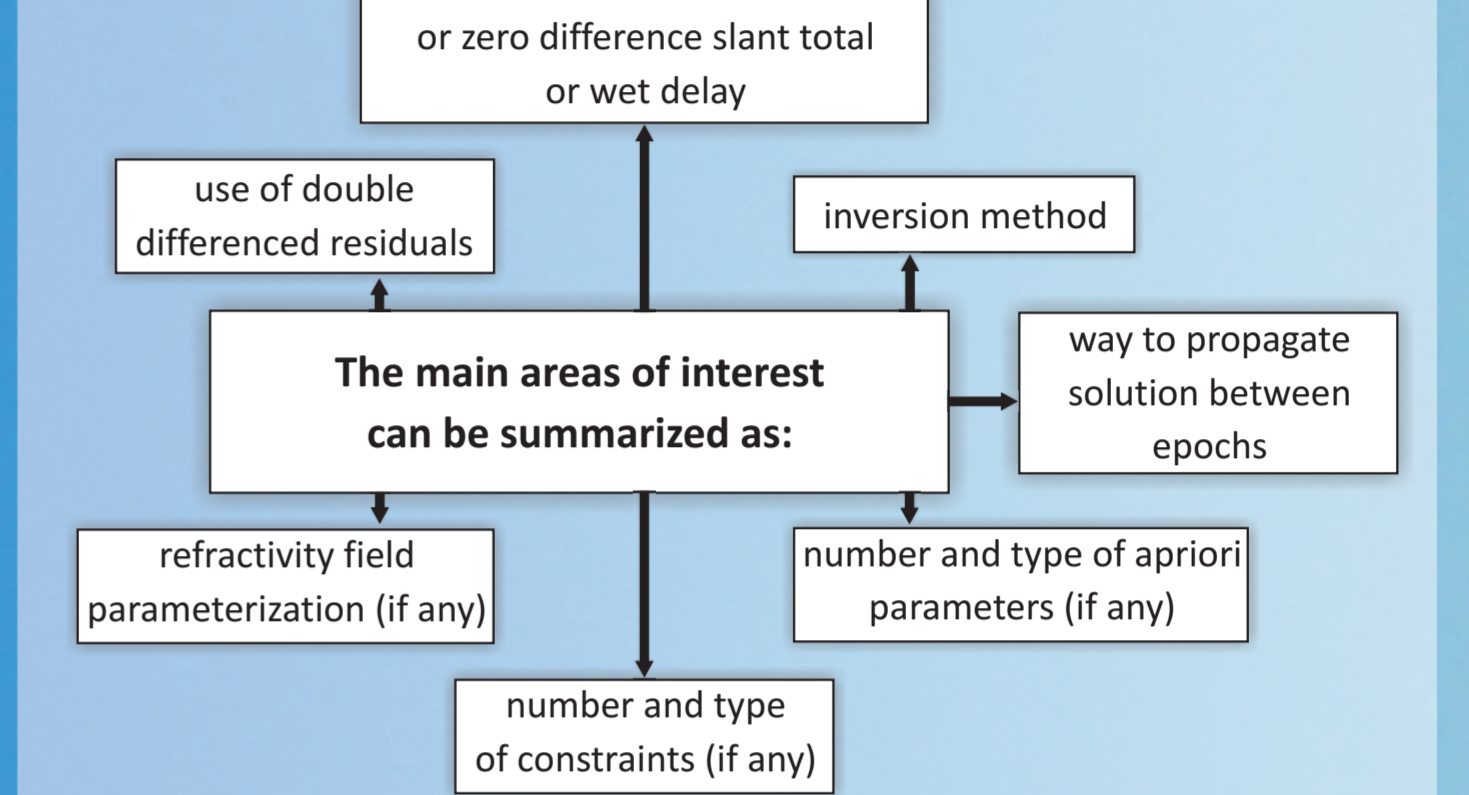 or zero difference slant total
or wet delay
use of double
differenced residuals
inversion method
The main areas of interest
can be summarized as:
way to propagate
solution between
epochs
refractivity field
parameterization (if any)
number and type of apriori
parameters (if any)
number and type
of constraints (if any)